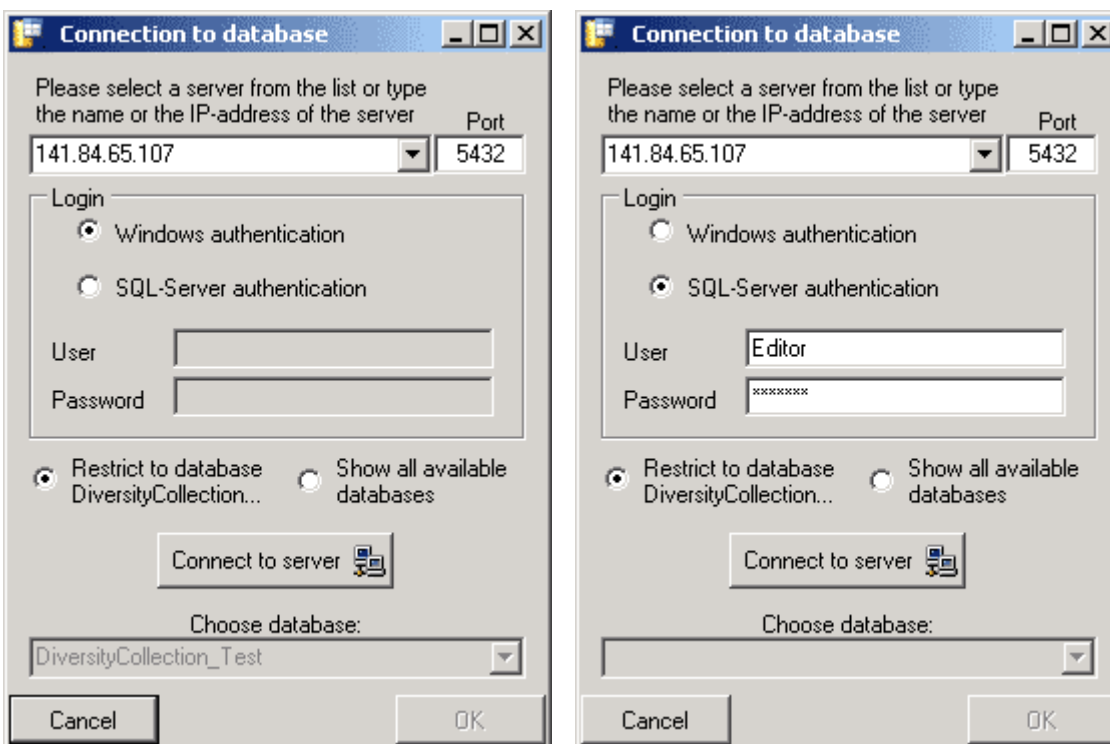 Connection to database
Please select a server from the list or type
the name or the IP-address of the server
Port
141.84.65.107
5432
Login
Windows authentication
SQL-Server authentication
User
Password
Restrict to database
DiversityCollection...
Show all available
databases
Connect to server
Choose database:
DiversityCollection_Test
Cancel
OK
Connection to database
Please select a server from the list or type
the name or the IP-address of the server
Port
141.84.65.107
5432
Login
Windows authentication
SQL-Server authentication
User
Editor
Password
*******
Restrict to database
DiversityCollection...
Show all available
databases
Connect to server
Choose database:
Cancel
OK